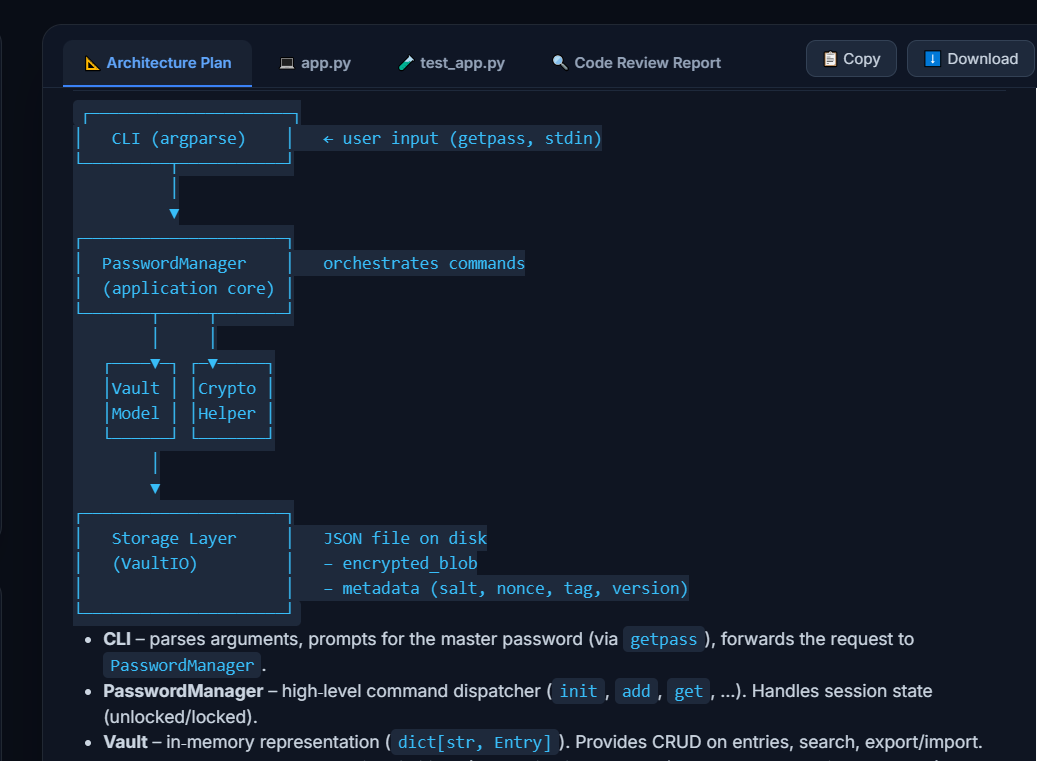 Architecture Plan
app.py
test_app.py
Code Review Report
Copy
Download
CLI (argparse)
← user input (getpass, stdin)
PasswordManager
orchestrates commands
(application core)
Vault
Crypto
Model
Helper
Storage Layer
JSON file on disk
(VaultIO)
– encrypted_blob
– metadata (salt, nonce, tag, version)
• CLI – parses arguments, prompts for the master password (via getpass), forwards the request to
PasswordManager.
• PasswordManager – high-level command dispatcher (init, add, get, …). Handles session state
(unlocked/locked).
• Vault – in-memory representation (dict[str, Entry]). Provides CRUD on entries, search, export/import.